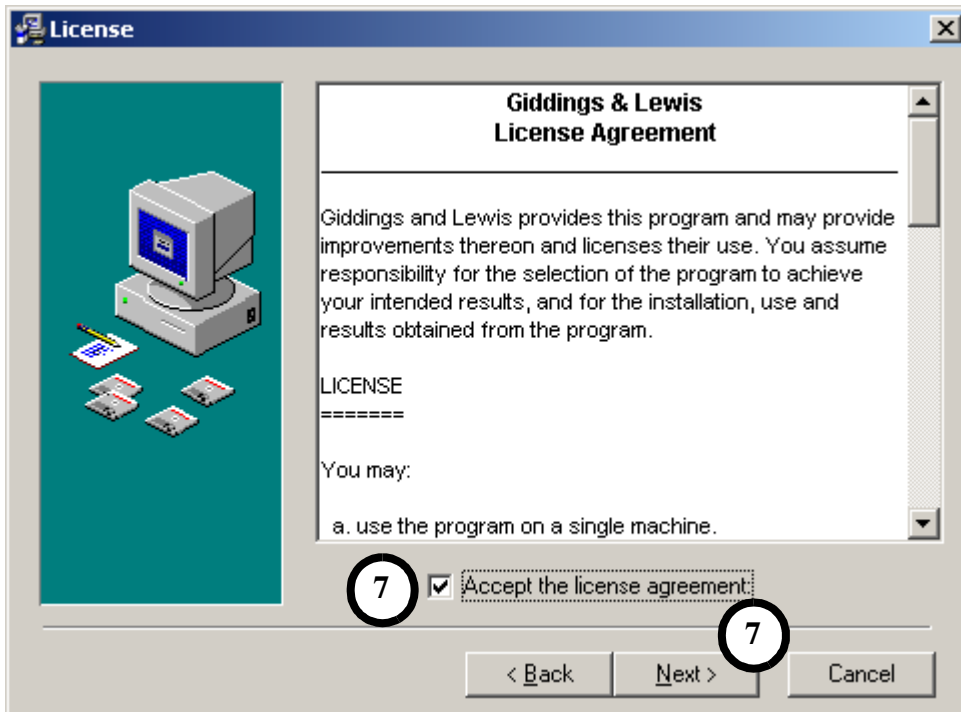 License
Giddings & Lewis
License Agreement
Giddings and Lewis provides this program and may provide
improvements thereon and licenses their use. You assume
responsibility for the selection of the program to achieve
your intended results, and for the installation, use and
results obtained from the program.
LICENSE
=======
You may:
a. use the program on a single machine.
7 Accept the license agreement.
7
< Back Next > Cancel